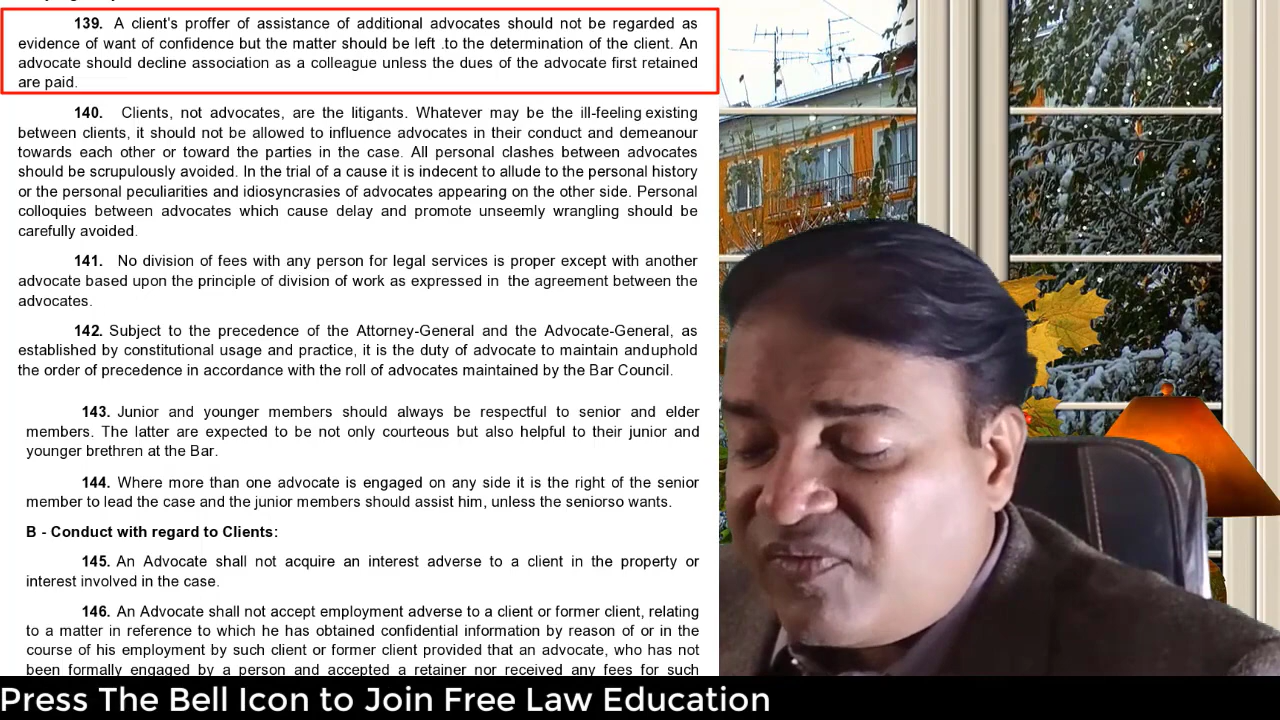 139. A client's proffer of assistance of additional advocates should not be regarded as
evidence of want of confidence but the matter should be left .to the determination of the client. An
advocate should decline association as a colleague unless the dues of the advocate first retained
are paid.
140. Clients, not advocates, are the litigants. Whatever may be the ill-feeling existing
between clients, it should not be allowed to influence advocates in their conduct and demeanour
towards each other or toward the parties in the case. All personal clashes between advocates
should be scrupulously avoided. In the trial of a cause it is indecent to allude to the personal history
or the personal peculiarities and idiosyncrasies of advocates appearing on the other side. Personal
colloquies between advocates which cause delay and promote unseemly wrangling should be
carefully avoided.
141. No division of fees with any person for legal services is proper except with another
advocate based upon the principle of division of work as expressed in the agreement between the
advocates.
142. Subject to the precedence of the Attorney-General and the Advocate-General, as
established by constitutional usage and practice, it is the duty of advocate to maintain anduphold
the order of precedence in accordance with the roll of advocates maintained by the Bar Council.
143. Junior and younger members should always be respectful to senior and elder
members. The latter are expected to be not only courteous but also helpful to their junior and
younger brethren at the Bar.
144. Where more than one advocate is engaged on any side it is the right of the senior
member to lead the case and the junior members should assist him, unless the seniorso wants.
B - Conduct with regard to Clients:
145. An Advocate shall not acquire an interest adverse to a client in the property or
interest involved in the case.
146. An Advocate shall not accept employment adverse to a client or former client, relating
to a matter in reference to which he has obtained confidential information by reason of or in the
course of his employment by such client or former client provided that an advocate, who has not
been formally engaged by a person and accepted a retainer nor received any fees for such
Press The Bell Icon to Join Free Law Education